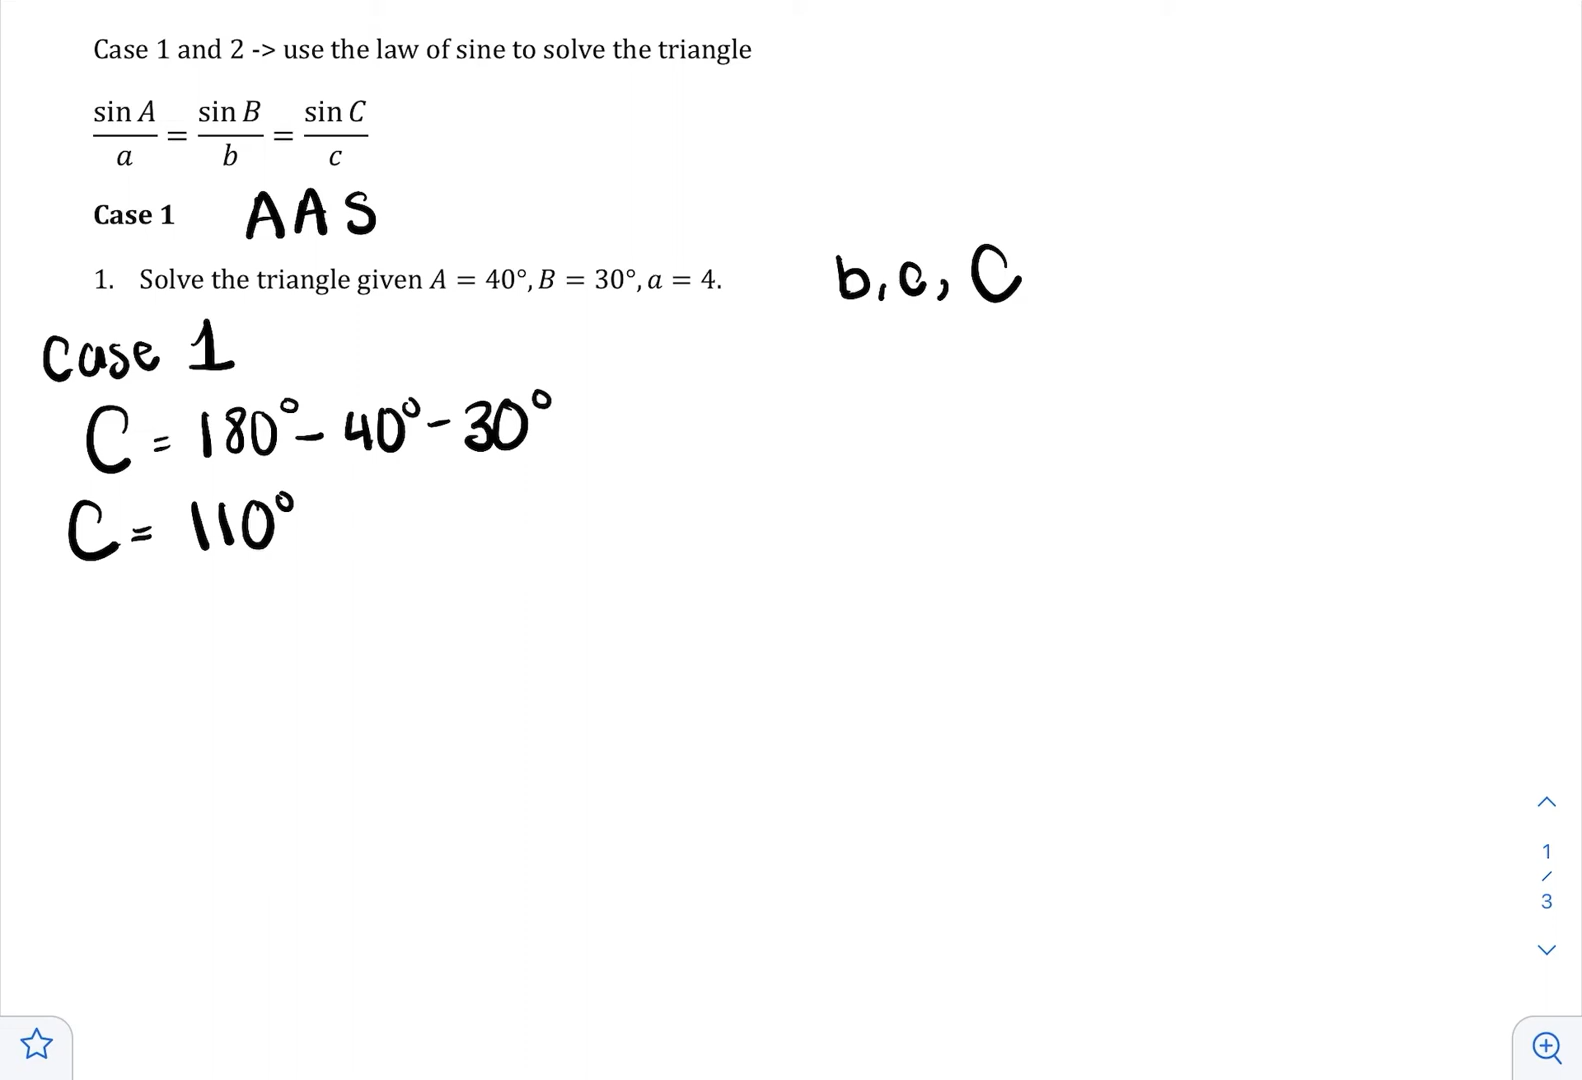 Case 1 and 2 -> use the law of sine to solve the triangle
sin A / a = sin B / b = sin C / c
Case 1 AAS
1. Solve the triangle given A = 40°, B = 30°, a = 4. b, c, C
Case 1
C = 180° - 40° - 30°
C = 110°
1
/
3